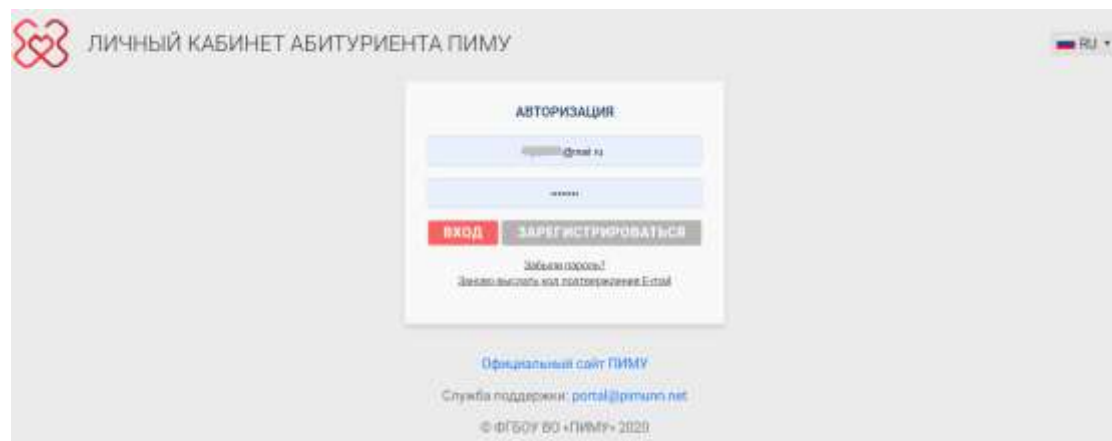 ЛИЧНЫЙ КАБИНЕТ АБИТУРИЕНТА ПИМУ
RU
АВТОРИЗАЦИЯ
@mail.ru
ВХОД ЗАРЕГИСТРИРОВАТЬСЯ
Забыли пароль?
Заново выслать код подтверждения E-mail
Официальный сайт ПИМУ
Служба поддержки: portal@pimunn.net
© ФГБОУ ВО «ПИМУ» 2020